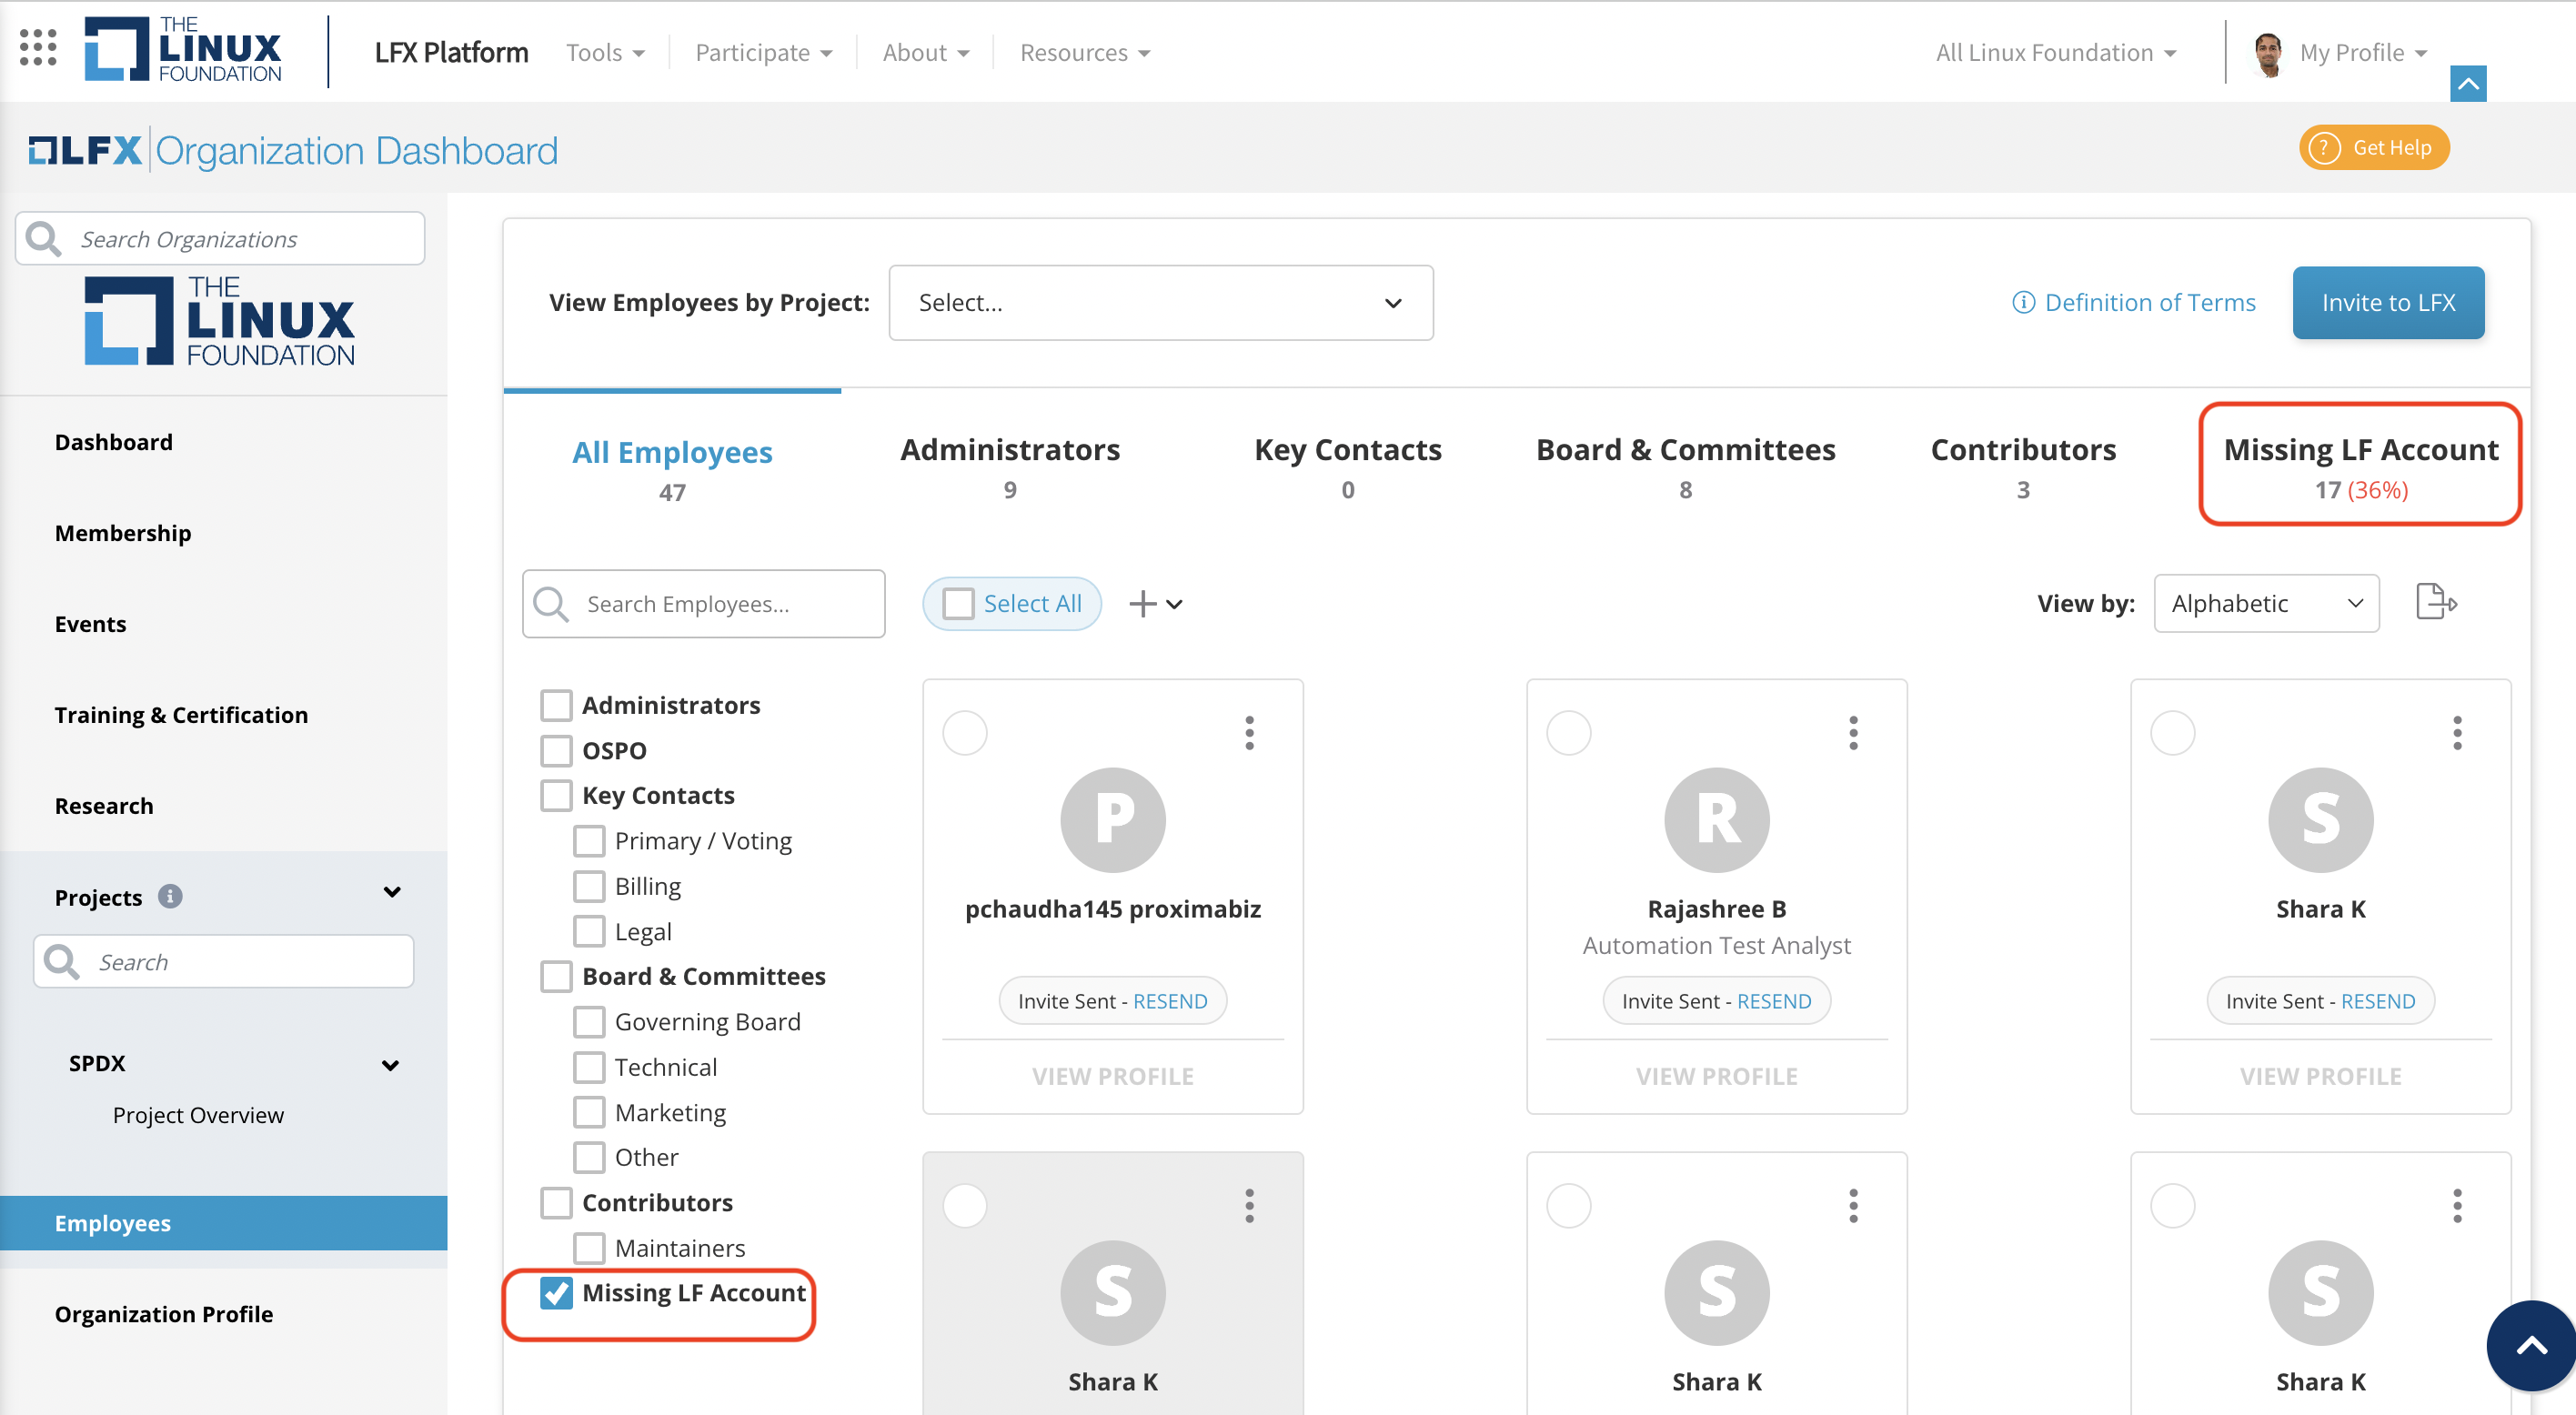 THE
LINUX
FOUNDATION
LFX Platform
Tools
Participate
About
Resources
All Linux Foundation
My Profile
LFX Organization Dashboard
? Get Help
Search Organizations
THE
LINUX
FOUNDATION
Dashboard
Membership
Events
Training & Certification
Research
Projects i
Search
SPDX
Project Overview
Employees
Organization Profile
View Employees by Project:
Select...
i Definition of Terms
Invite to LFX
All Employees
47
Administrators
9
Key Contacts
0
Board & Committees
8
Contributors
3
Missing LF Account
17 (36%)
Search Employees...
Select All
View by:
Alphabetic
Administrators
OSPO
Key Contacts
Primary / Voting
Billing
Legal
Board & Committees
Governing Board
Technical
Marketing
Other
Contributors
Maintainers
Missing LF Account
P
pchaudha145 proximabiz
Invite Sent - RESEND
VIEW PROFILE
R
Rajashree B
Automation Test Analyst
Invite Sent - RESEND
VIEW PROFILE
S
Shara K
Invite Sent - RESEND
VIEW PROFILE
S
Shara K
S
Shara K
S
Shara K